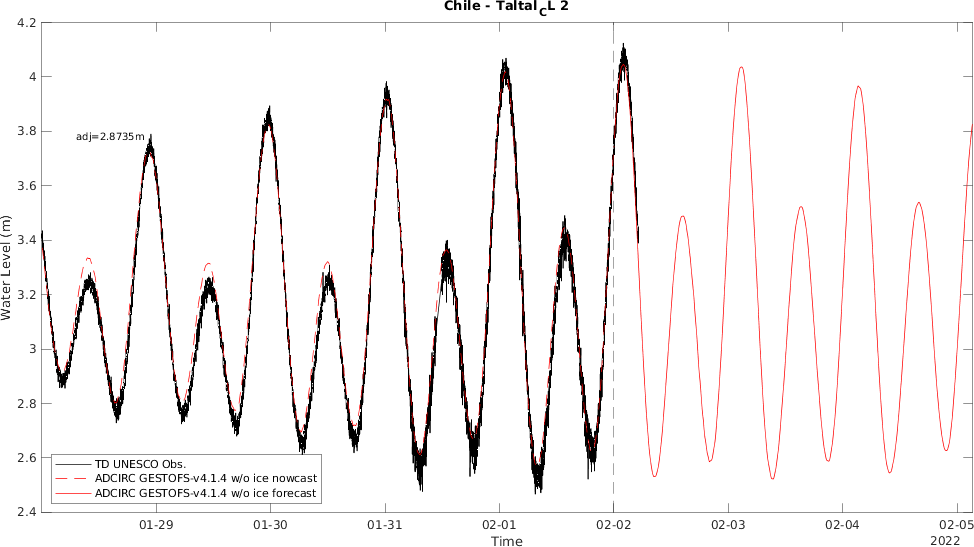 Chile - Taltal_CL 2
4.2
4
3.8
3.6
3.4
3.2
3
2.8
2.6
2.4
Water Level (m)
adj=2.8735m
TD UNESCO Obs.
ADCIRC GESTOFS-v4.1.4 w/o ice nowcast
ADCIRC GESTOFS-v4.1.4 w/o ice forecast
01-29 01-30 01-31 02-01 02-02 02-03 02-04 02-05
Time
2022